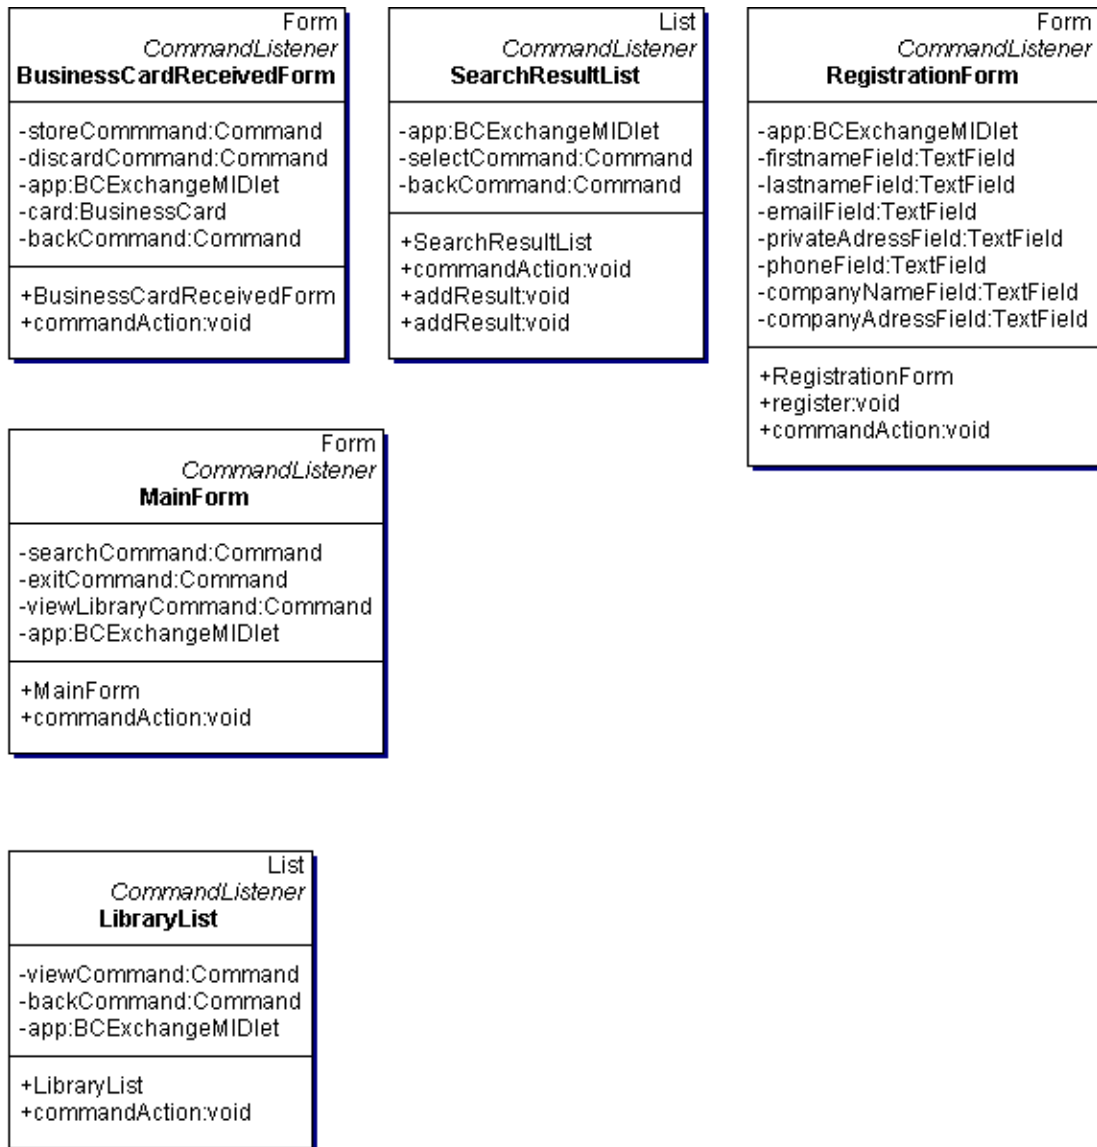 Form
CommandListener
BusinessCardReceivedForm
-storeCommmand:Command
-discardCommand:Command
-app:BCExchangeMIDlet
-card:BusinessCard
-backCommand:Command
+BusinessCardReceivedForm
+commandAction:void
List
CommandListener
SearchResultList
-app:BCExchangeMIDlet
-selectCommand:Command
-backCommand:Command
+SearchResultList
+commandAction:void
+addResult:void
+addResult:void
Form
CommandListener
RegistrationForm
-app:BCExchangeMIDlet
-firstnameField:TextField
-lastnameField:TextField
-emailField:TextField
-privateAdressField:TextField
-phoneField:TextField
-companyNameField:TextField
-companyAdressField:TextField
+RegistrationForm
+register:void
+commandAction:void
Form
CommandListener
MainForm
-searchCommand:Command
-exitCommand:Command
-viewLibraryCommand:Command
-app:BCExchangeMIDlet
+MainForm
+commandAction:void
List
CommandListener
LibraryList
-viewCommand:Command
-backCommand:Command
-app:BCExchangeMIDlet
+LibraryList
+commandAction:void